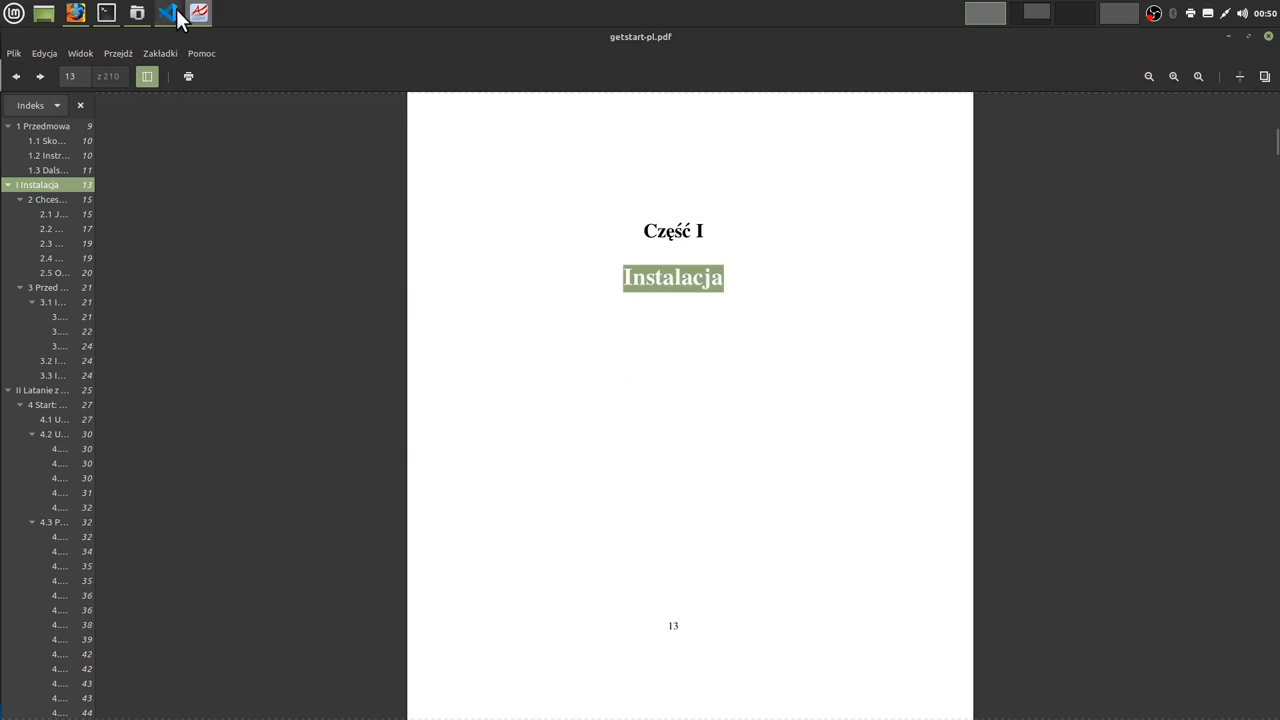 00:50
getstart-pl.pdf
Plik Edycja Widok Przejdź Zakładki Pomoc
13 z 210
Indeks
1 Przedmowa 9
1.1 Sko... 10
1.2 Instr... 10
1.3 Dals... 11
I Instalacja 13
2 Chces... 15
2.1 J... 15
2.2 ... 17
2.3 ... 19
2.4 ... 19
2.5 O... 20
3 Przed ... 21
3.1 I... 21
3.... 21
3.... 22
3.... 24
3.2 I... 24
3.3 I... 24
II Latanie z ... 25
4 Start: ... 27
4.1 U... 27
4.2 U... 30
4.... 30
4.... 30
4.... 30
4.... 31
4.... 32
4.3 P... 32
4.... 32
4.... 34
4.... 35
4.... 35
4.... 36
4.... 36
4.... 38
4.... 39
4.... 42
4.... 42
4.... 43
4.... 43
4.... 44
Część I
Instalacja
13